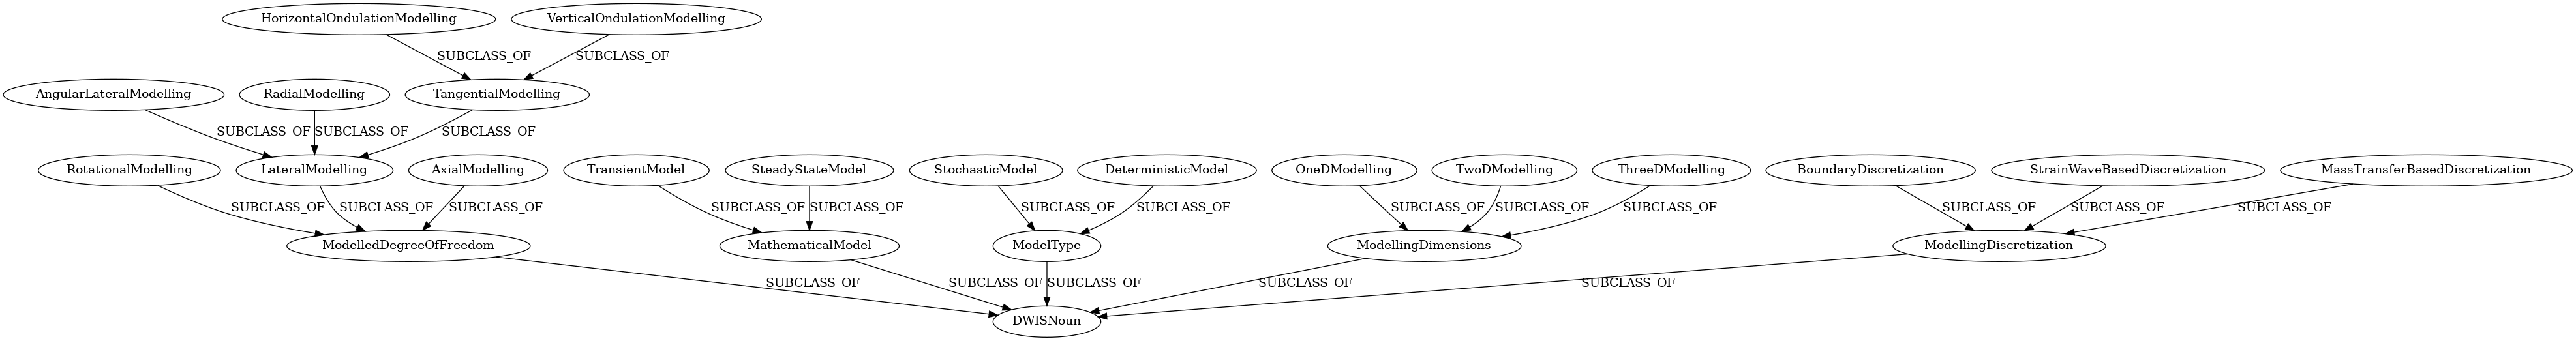 HorizontalOndulationModelling
VerticalOndulationModelling
SUBCLASS_OF
SUBCLASS_OF
AngularLateralModelling
RadialModelling
TangentialModelling
SUBCLASS_OF
SUBCLASS_OF
SUBCLASS_OF
RotationalModelling
LateralModelling
AxialModelling
TransientModel
SteadyStateModel
StochasticModel
DeterministicModel
OneDModelling
TwoDModelling
ThreeDModelling
BoundaryDiscretization
StrainWaveBasedDiscretization
MassTransferBasedDiscretization
SUBCLASS_OF
SUBCLASS_OF
SUBCLASS_OF
SUBCLASS_OF
SUBCLASS_OF
SUBCLASS_OF
SUBCLASS_OF
SUBCLASS_OF
SUBCLASS_OF
SUBCLASS_OF
SUBCLASS_OF
SUBCLASS_OF
SUBCLASS_OF
ModelledDegreeOfFreedom
MathematicalModel
ModelType
ModellingDimensions
ModellingDiscretization
SUBCLASS_OF
SUBCLASS_OF
SUBCLASS_OF
SUBCLASS_OF
SUBCLASS_OF
DWISNoun